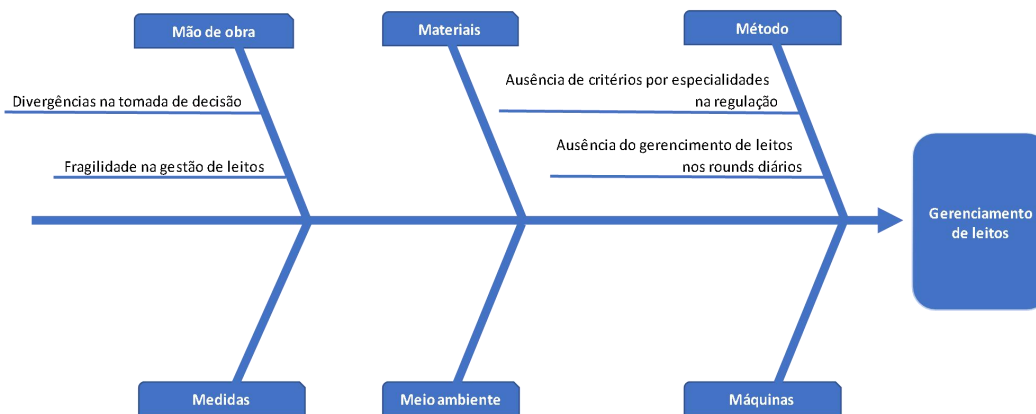 Mão de obra
Materiais
Método
Divergências na tomada de decisão
Fragilidade na gestão de leitos
Ausência de critérios por especialidades
na regulação
Ausência do gerencimento de leitos
nos rounds diários
Gerenciamento
de leitos
Medidas
Meio ambiente
Máquinas